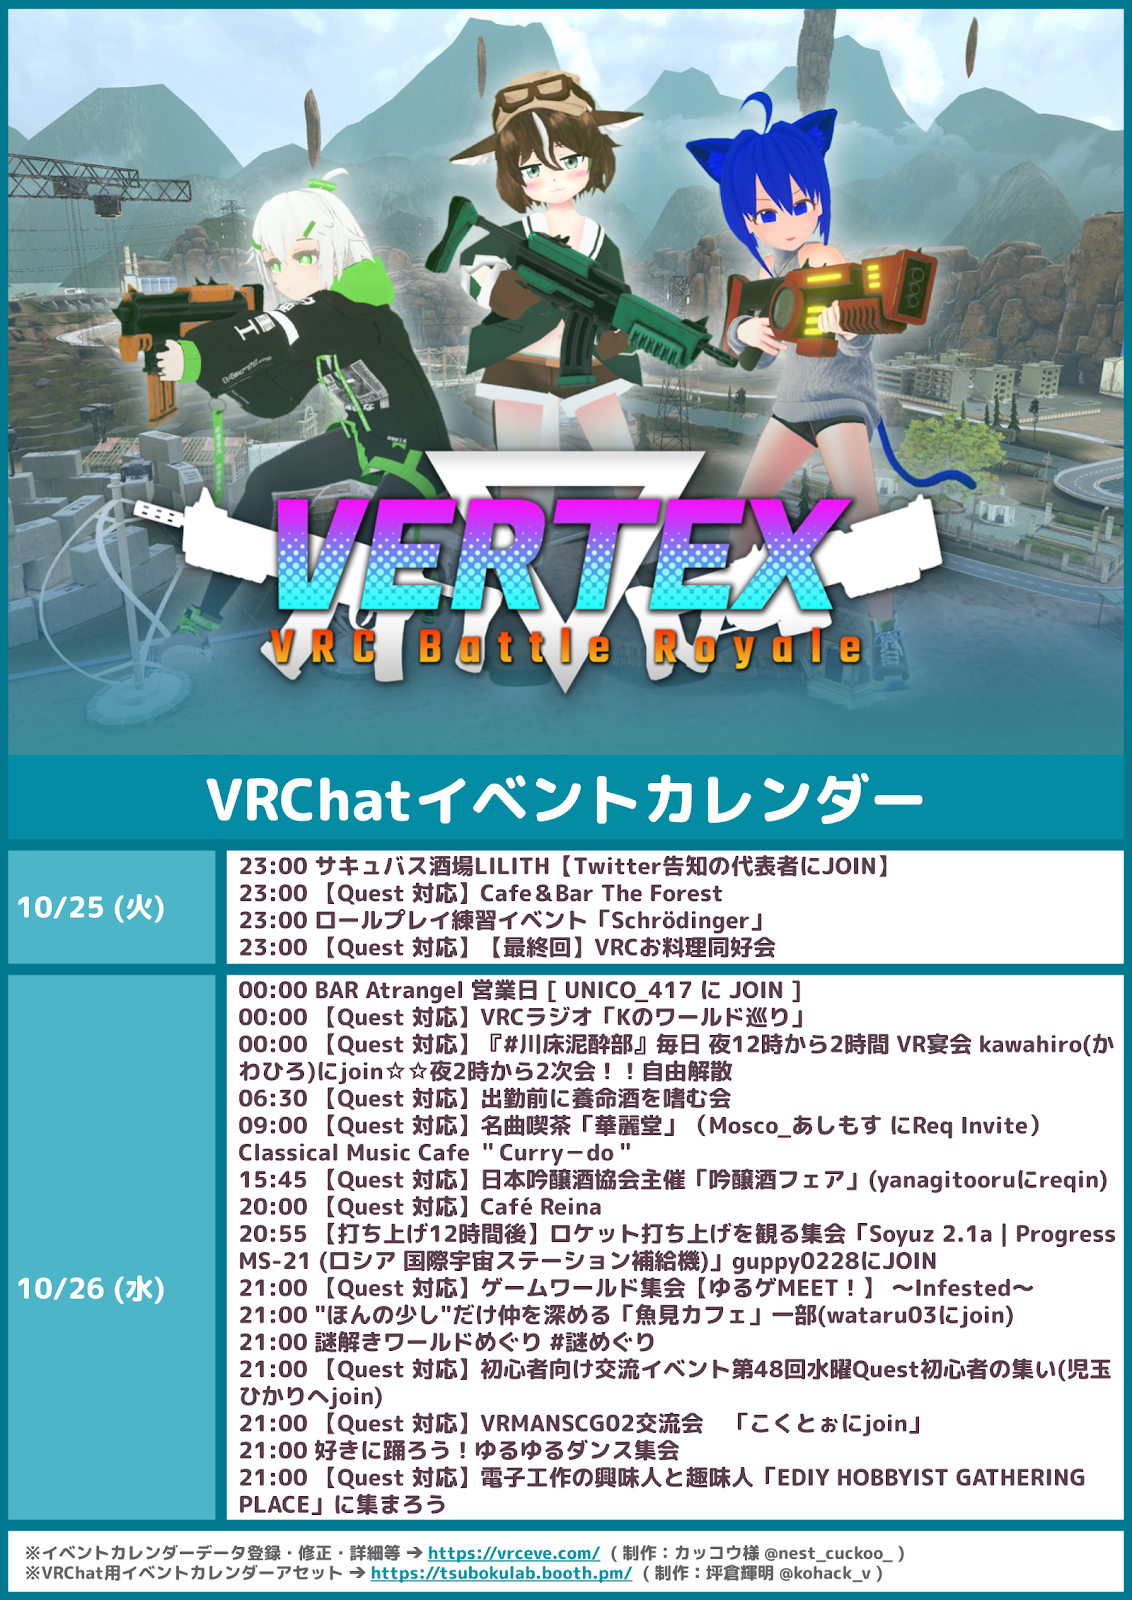 VERTEX
VRC Battle Royale
VRChatイベントカレンダー
10/25 (火)
23:00 サキュバス酒場LILITH【Twitter告知の代表者にJOIN】
23:00 【Quest 対応】Cafe＆Bar The Forest
23:00 ロールプレイ練習イベント「Schrödinger」
23:00 【Quest 対応】【最終回】VRCお料理同好会
10/26 (水)
00:00 BAR Atrangel 営業日 [ UNICO_417 に JOIN ]
00:00 【Quest 対応】VRCラジオ「Kのワールド巡り」
00:00 【Quest 対応】『#川床泥酔部』毎日 夜12時から2時間 VR宴会 kawahiro(か
わひろ)にjoin☆☆夜2時から2次会！！自由解散
06:30 【Quest 対応】出勤前に養命酒を嗜む会
09:00 【Quest 対応】名曲喫茶「華麗堂」（Mosco_あしもす にReq Invite）
Classical Music Cafe ＂Curry－do＂
15:45 【Quest 対応】日本吟醸酒協会主催「吟醸酒フェア」(yanagitooruにreqin)
20:00 【Quest 対応】Café Reina
20:55 【打ち上げ12時間後】ロケット打ち上げを観る集会「Soyuz 2.1a | Progress
MS-21 (ロシア 国際宇宙ステーション補給機)」guppy0228にJOIN
21:00 【Quest 対応】ゲームワールド集会【ゆるゲMEET！】 〜Infested〜
21:00 "ほんの少し"だけ仲を深める「魚見カフェ」一部(wataru03にjoin)
21:00 謎解きワールドめぐり #謎めぐり
21:00 【Quest 対応】初心者向け交流イベント第48回水曜Quest初心者の集い(児玉
ひかりへjoin)
21:00 【Quest 対応】VRMANSCG02交流会　「こくとぉにjoin」
21:00 好きに踊ろう！ゆるゆるダンス集会
21:00 【Quest 対応】電子工作の興味人と趣味人「EDIY HOBBYIST GATHERING
PLACE」に集まろう
※イベントカレンダーデータ登録・修正・詳細等 → https://vrceve.com/ ( 制作：カッコウ様 @nest_cuckoo_ )
※VRChat用イベントカレンダーアセット → https://tsubokulab.booth.pm/ ( 制作：坪倉輝明 @kohack_v )